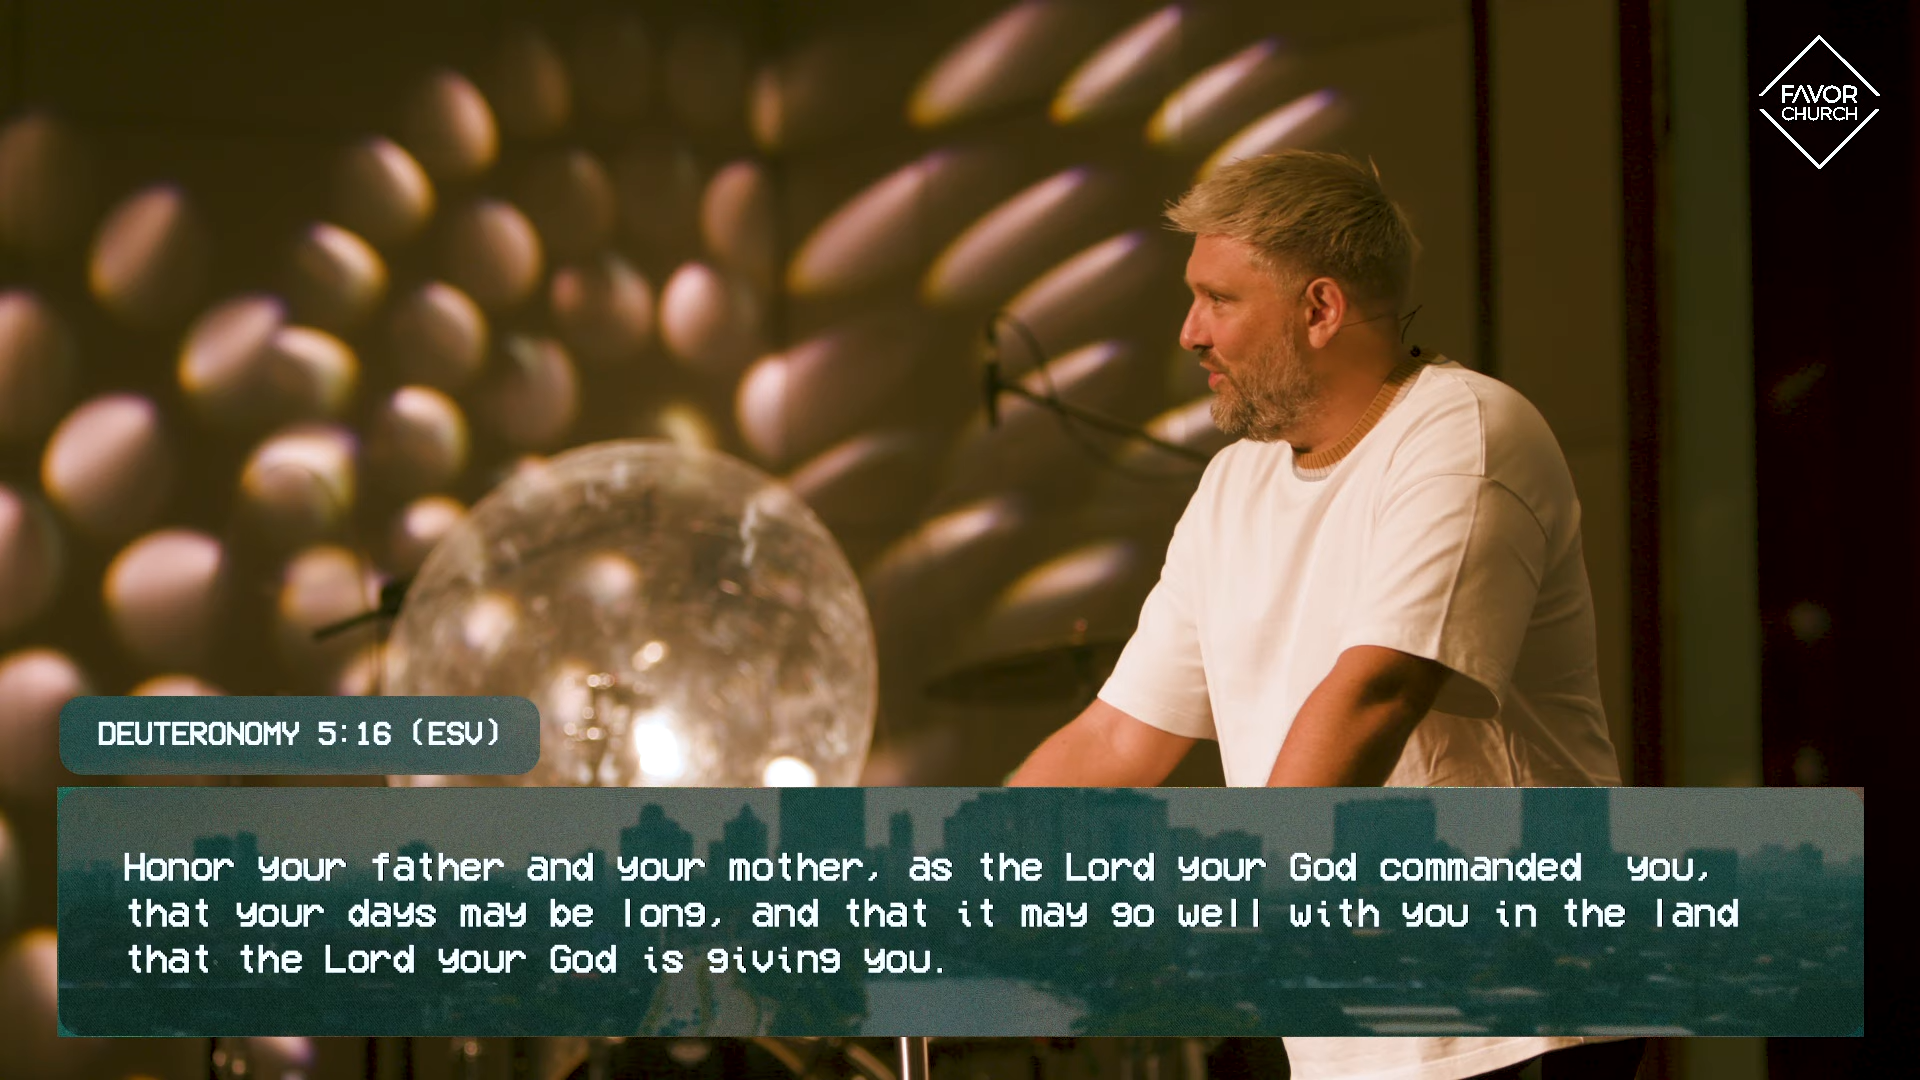 FAVOR
CHURCH
DEUTERONOMY 5:16 (ESV)
Honor your father and your mother, as the Lord your God commanded you,
that your days may be long, and that it may go well with you in the land
that the Lord your God is giving you.